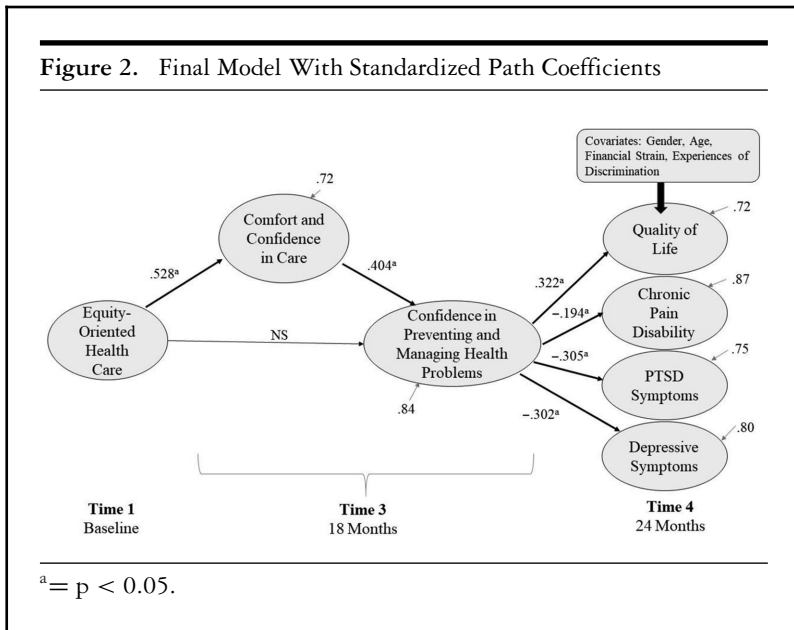 Figure 2. Final Model With Standardized Path Coefficients
Covariates: Gender, Age,
Financial Strain, Experiences of
Discrimination
.72
Comfort and
Confidence
in Care
.72
Quality of
Life
.528ᵃ
.404ᵃ
.322ᵃ
.87
Chronic
Pain
Disability
Equity-
Oriented
Health
Care
NS
Confidence in
Preventing and
Managing Health
Problems
−.194ᵃ
−.305ᵃ
.75
PTSD
Symptoms
.84
−.302ᵃ
.80
Depressive
Symptoms
Time 1
Baseline
Time 3
18 Months
Time 4
24 Months
ᵃ= p < 0.05.